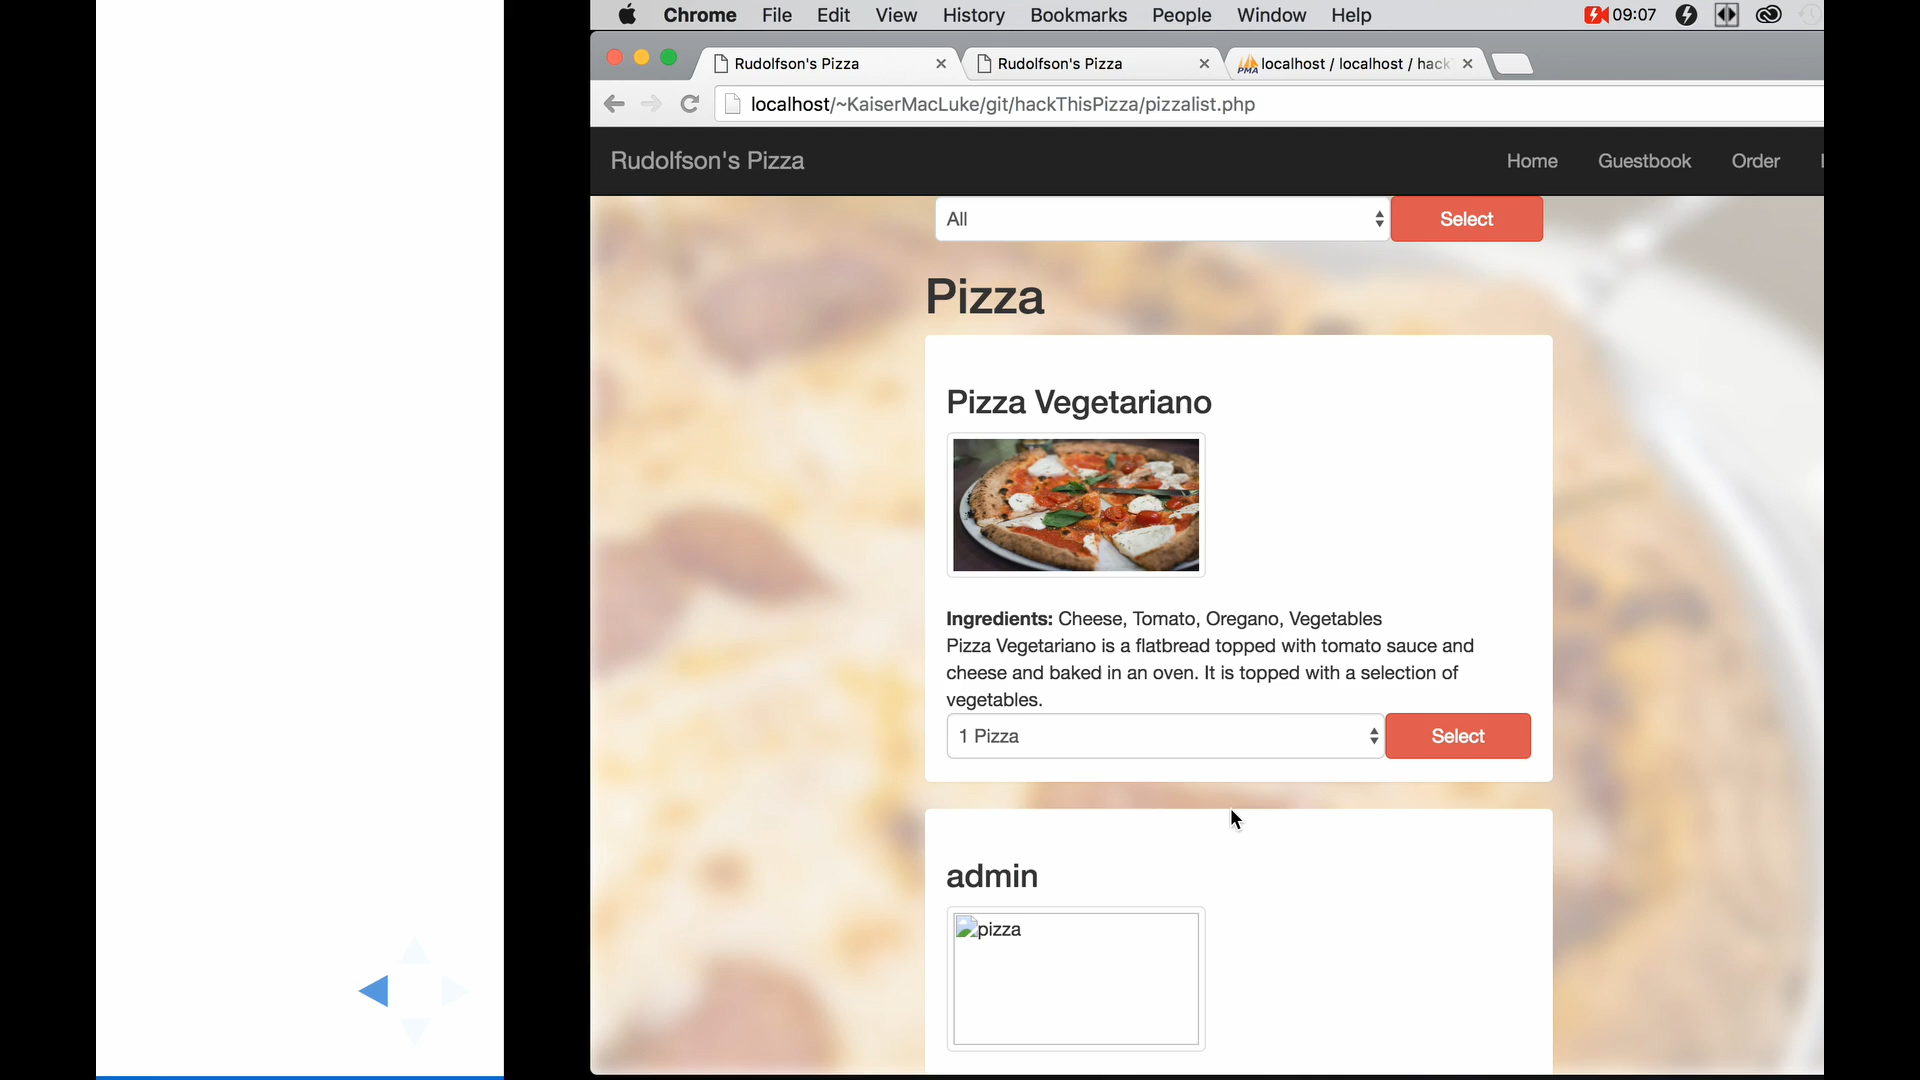 Chrome File Edit View History Bookmarks People Window Help 09:07
Rudolfson's Pizza Rudolfson's Pizza PMA localhost / localhost / hack
localhost/~KaiserMacLuke/git/hackThisPizza/pizzalist.php
Rudolfson's Pizza Home Guestbook Order
All Select
Pizza
Pizza Vegetariano
Ingredients: Cheese, Tomato, Oregano, Vegetables
Pizza Vegetariano is a flatbread topped with tomato sauce and
cheese and baked in an oven. It is topped with a selection of
vegetables.
1 Pizza Select
admin
pizza